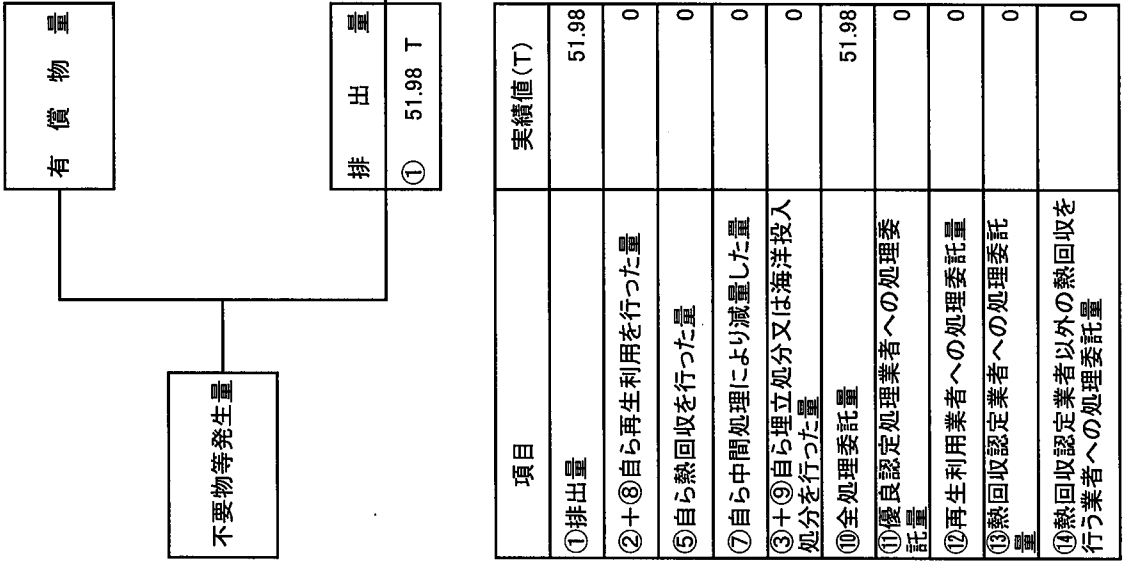 不要物等発生量
有償物量
排出量
① 51.98 T
項目 実績値(T)
①排出量 51.98
②+⑧自ら再生利用を行った量 0
⑤自ら熱回収を行った量 0
⑦自ら中間処理により減量した量 0
③+⑨自ら埋立処分又は海洋投入
処分を行った量 0
⑩全処理委託量 51.98
⑪優良認定処理業者への処理委
託量 0
⑫再生利用業者への処理委託量 0
⑬熱回収認定業者への処理委託
量 0
⑭熱回収認定業者以外の熱回収を
行う業者への処理委託量 0